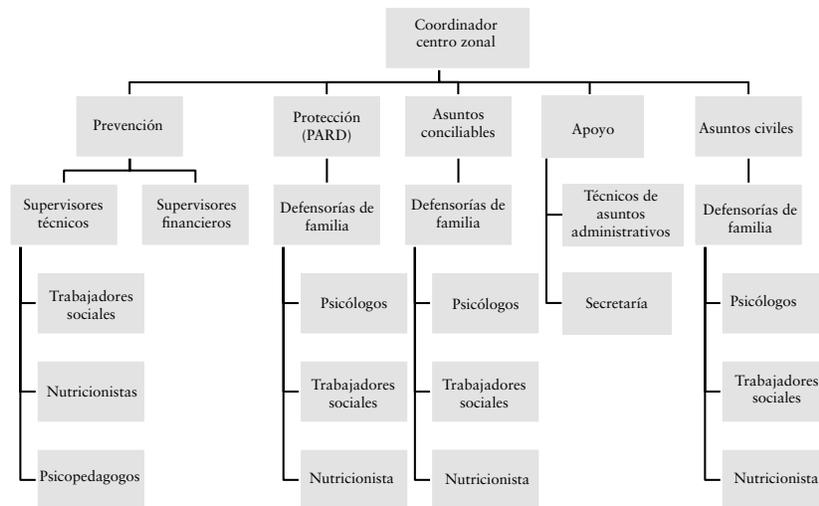 Coordinador
centro zonal
Prevención
Protección
(PARD)
Asuntos
conciliables
Apoyo
Asuntos civiles
Supervisores
técnicos
Supervisores
financieros
Defensorías de
familia
Defensorías de
familia
Técnicos de
asuntos
administrativos
Defensorías de
familia
Trabajadores
sociales
Psicólogos
Psicólogos
Secretaría
Psicólogos
Nutricionistas
Trabajadores
sociales
Trabajadores
sociales
Trabajadores
sociales
Psicopedagogos
Nutricionista
Nutricionista
Nutricionista